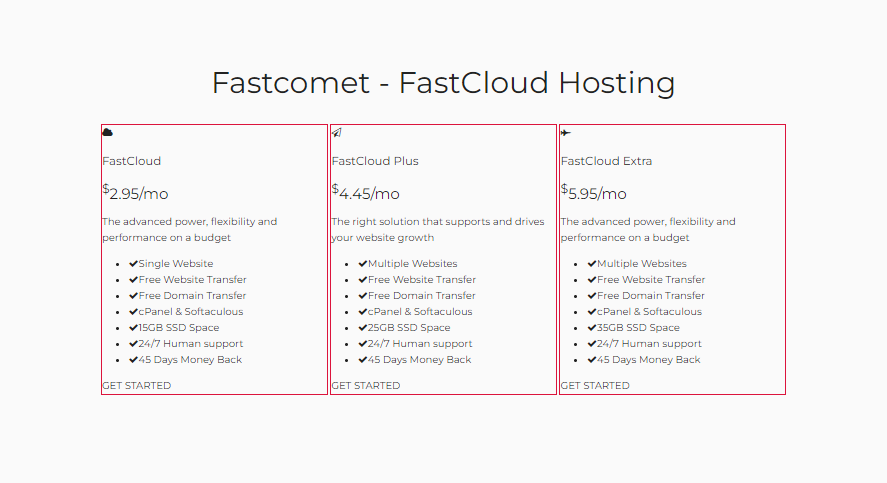 Fastcomet - FastCloud Hosting
FastCloud
$2.95/mo
The advanced power, flexibility and
performance on a budget
Single Website
Free Website Transfer
Free Domain Transfer
cPanel & Softaculous
15GB SSD Space
24/7 Human support
45 Days Money Back
GET STARTED
FastCloud Plus
$4.45/mo
The right solution that supports and drives
your website growth
Multiple Websites
Free Website Transfer
Free Domain Transfer
cPanel & Softaculous
25GB SSD Space
24/7 Human support
45 Days Money Back
GET STARTED
FastCloud Extra
$5.95/mo
The advanced power, flexibility and
performance on a budget
Multiple Websites
Free Website Transfer
Free Domain Transfer
cPanel & Softaculous
35GB SSD Space
24/7 Human support
45 Days Money Back
GET STARTED